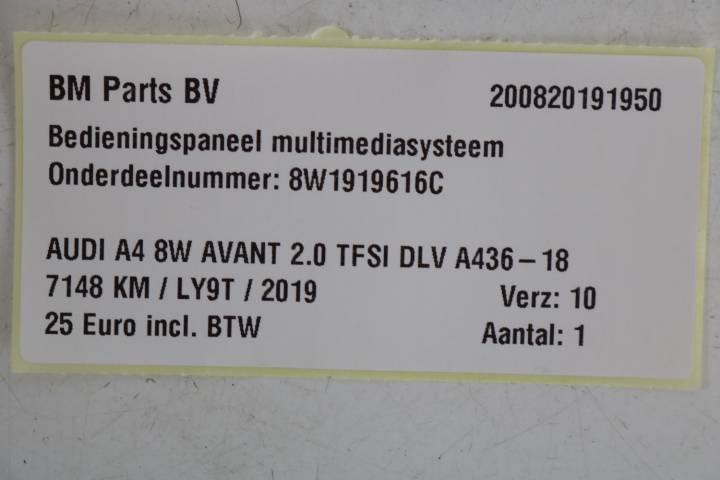 BM Parts BV 200820191950
Bedieningspaneel multimediasysteem
Onderdeelnummer: 8W1919616C
AUDI A4 8W AVANT 2.0 TFSI DLV A436-18
7148 KM / LY9T / 2019 Verz: 10
25 Euro incl. BTW Aantal: 1